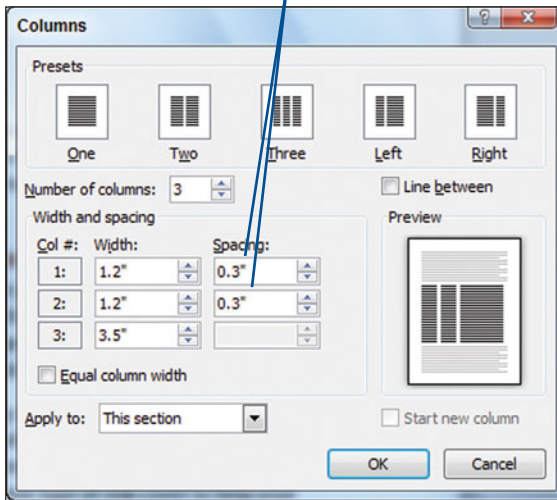 Columns
Presets
One Two Three Left Right
Number of columns: 3
Line between
Width and spacing
Preview
Col #: Width: Spacing:
1: 1.2" 0.3"
2: 1.2" 0.3"
3: 3.5"
Equal column width
Apply to: This section
Start new column
OK Cancel